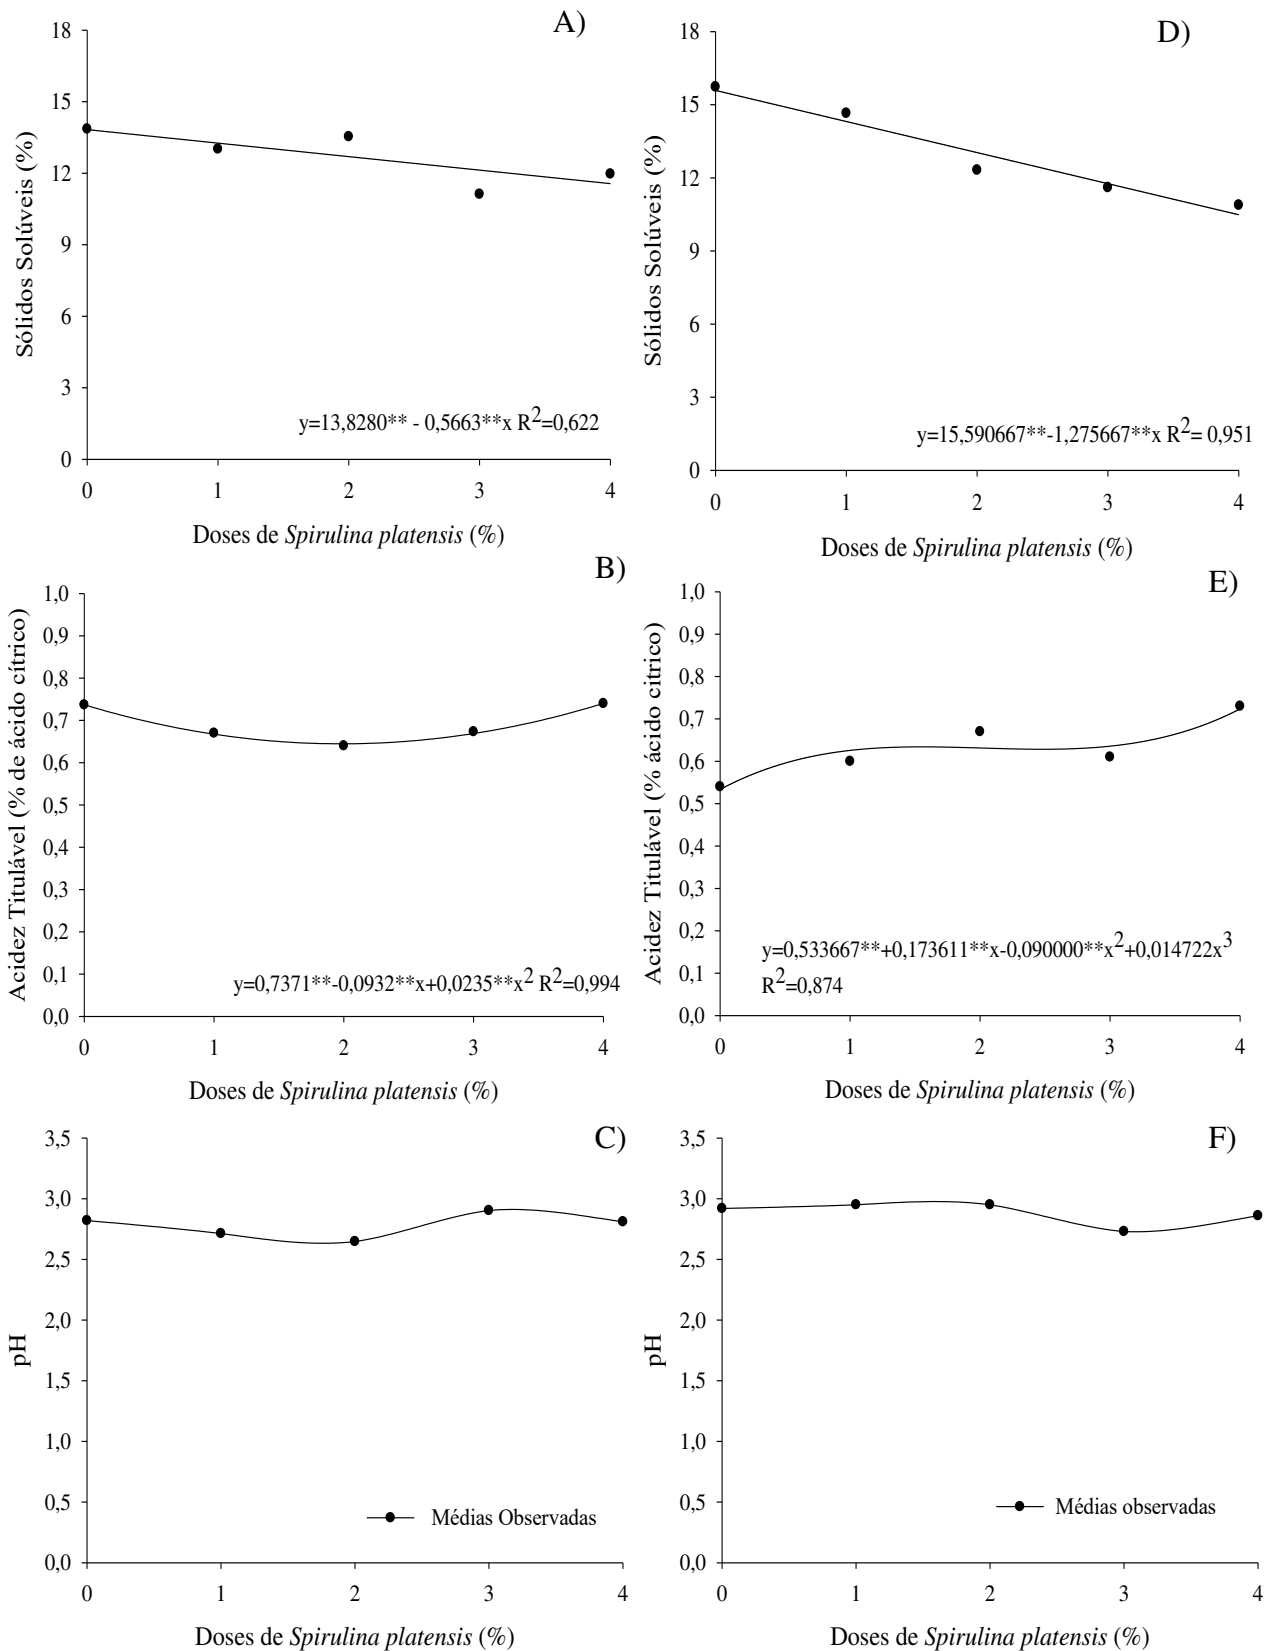 A)
18
15
12
9
6
3
0
Sólidos Solúveis (%)
y=13,8280** - 0,5663**x R2=0,622
0 1 2 3 4
Doses de Spirulina platensis (%)
D)
18
15
12
9
6
3
0
Sólidos Solúveis (%)
y=15,590667**-1,275667**x R2= 0,951
0 1 2 3 4
Doses de Spirulina platensis (%)
B)
1,0
0,9
0,8
0,7
0,6
0,5
0,4
0,3
0,2
0,1
0,0
Acidez Titulável (% de ácido cítrico)
y=0,7371**-0,0932**x+0,0235**x2 R2=0,994
0 1 2 3 4
Doses de Spirulina platensis (%)
E)
1,0
0,9
0,8
0,7
0,6
0,5
0,4
0,3
0,2
0,1
0,0
Acidez Titulável (% ácido cítrico)
y=0,533667**+0,173611**x-0,090000**x2+0,014722x3
R2=0,874
0 1 2 3 4
Doses de Spirulina platensis (%)
C)
3,5
3,0
2,5
2,0
1,5
1,0
0,5
0,0
pH
Médias Observadas
0 1 2 3 4
Doses de Spirulina platensis (%)
F)
3,5
3,0
2,5
2,0
1,5
1,0
0,5
0,0
pH
Médias observadas
0 1 2 3 4
Doses de Spirulina platensis (%)